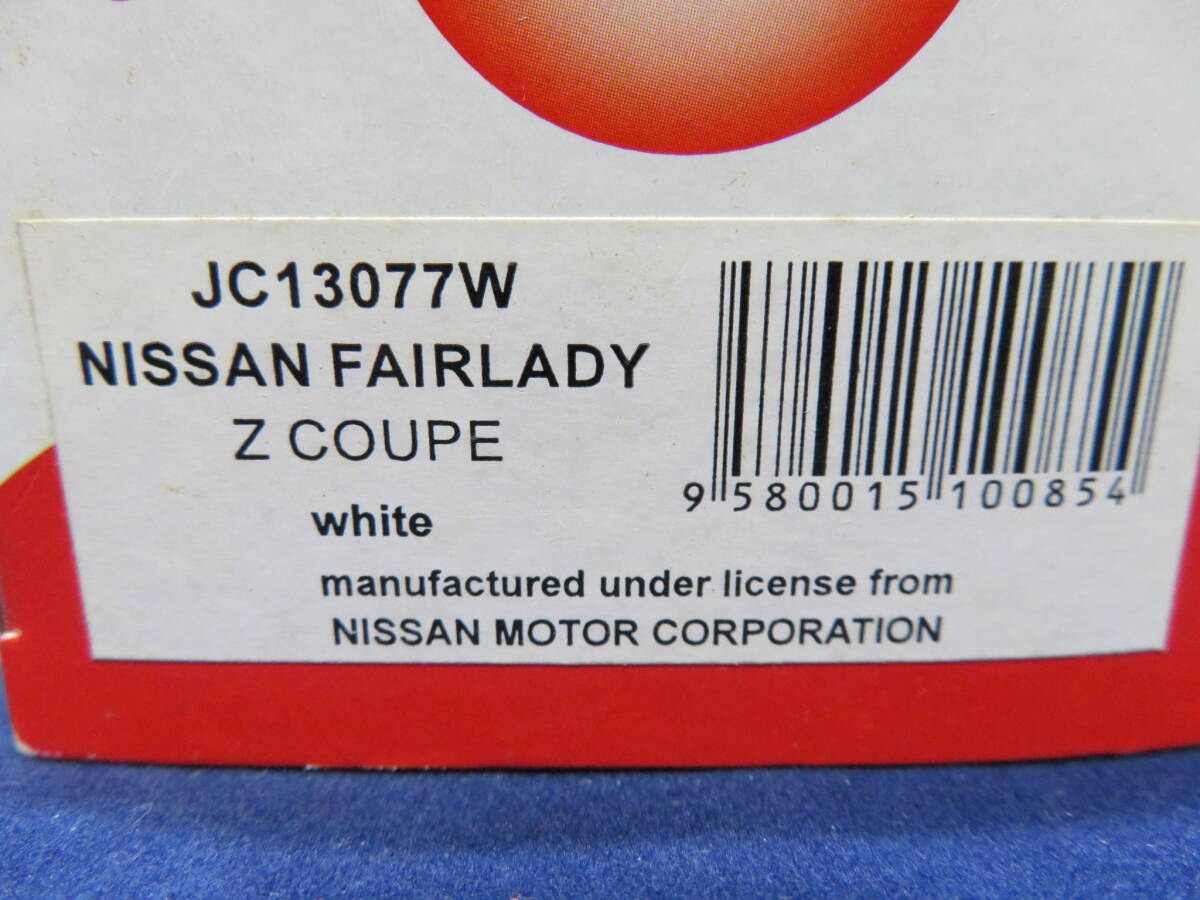 JC13077W
NISSAN FAIRLADY
Z COUPE
white
9 580015 100854
manufactured under license from
NISSAN MOTOR CORPORATION